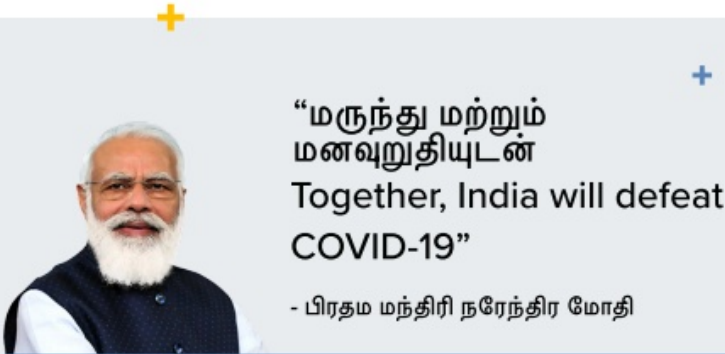 “மருந்து மற்றும்
மனவுறுதியுடன்
Together, India will defeat
COVID-19”
- பிரதம மந்திரி நரேந்திர மோதி